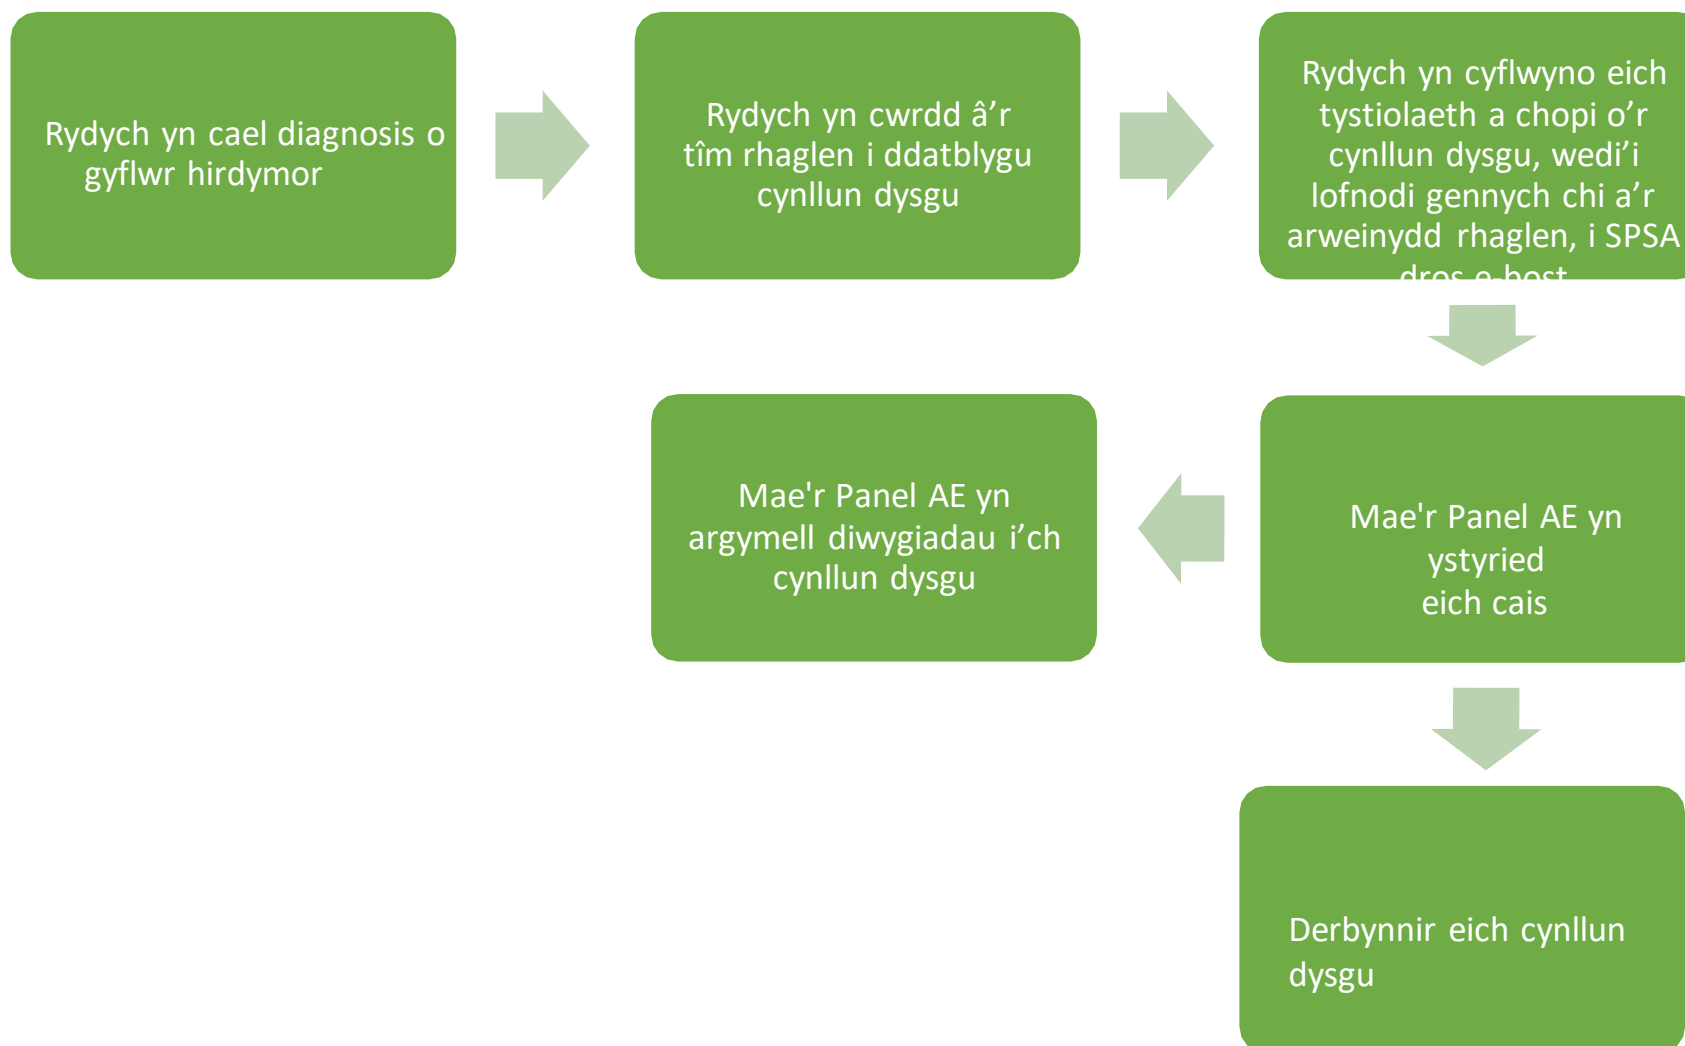 Rydych yn cael diagnosis o
gyflwr hirdymor
Rydych yn cwrdd â’r
tîm rhaglen i ddatblygu
cynllun dysgu
Rydych yn cyflwyno eich
tystiolaeth a chopi o’r
cynllun dysgu, wedi’i
lofnodi gennych chi a’r
arweinydd rhaglen, i SPSA
dros e-bost
Mae'r Panel AE yn
ystyried
eich cais
Mae'r Panel AE yn
argymell diwygiadau i’ch
cynllun dysgu
Derbynnir eich cynllun
dysgu